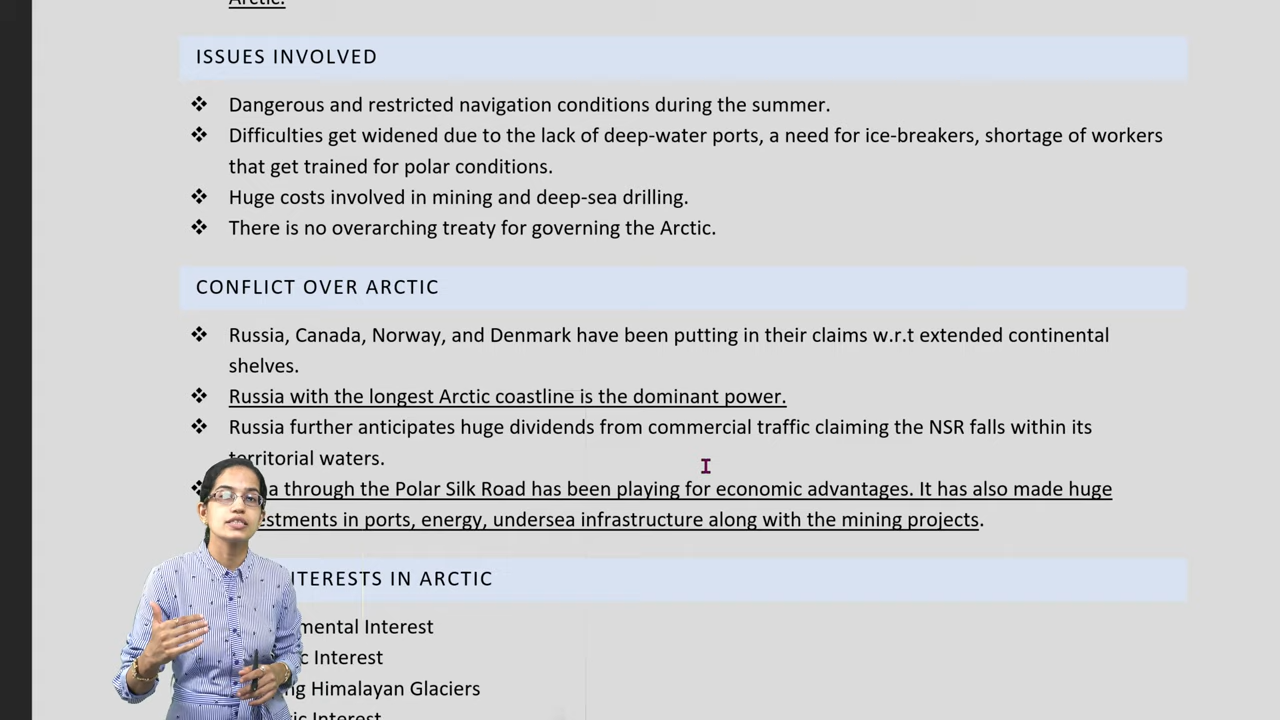 Arctic.
ISSUES INVOLVED
❖ Dangerous and restricted navigation conditions during the summer.
❖ Difficulties get widened due to the lack of deep-water ports, a need for ice-breakers, shortage of workers
that get trained for polar conditions.
❖ Huge costs involved in mining and deep-sea drilling.
❖ There is no overarching treaty for governing the Arctic.
CONFLICT OVER ARCTIC
❖ Russia, Canada, Norway, and Denmark have been putting in their claims w.r.t extended continental
shelves.
❖ Russia with the longest Arctic coastline is the dominant power.
❖ Russia further anticipates huge dividends from commercial traffic claiming the NSR falls within its
territorial waters.
❖ through the Polar Silk Road has been playing for economic advantages. It has also made huge
in ports, energy, undersea infrastructure along with the mining projects.
IN ARCTIC
Interest
Interest
Himalayan Glaciers
Interest